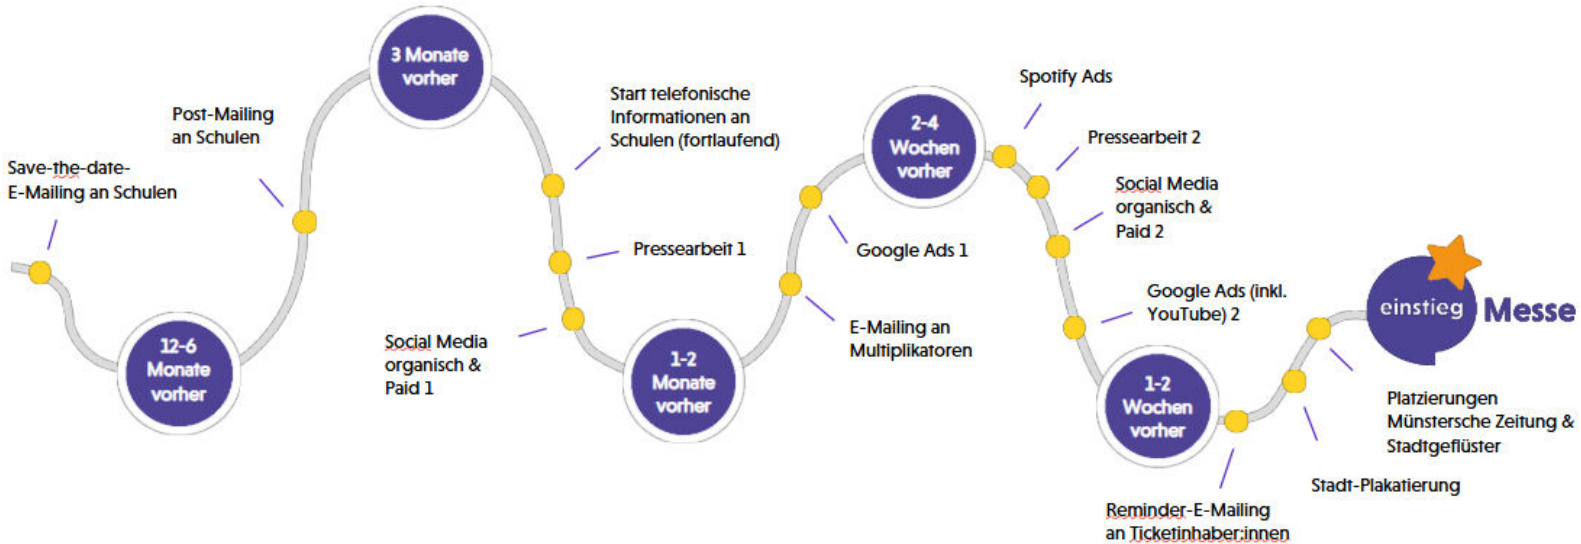 Save-the-date-
E-Mailing an Schulen
12-6
Monate
vorher
Post-Mailing
an Schulen
3 Monate
vorher
Start telefonische
Informationen an
Schulen (fortlaufend)
Pressearbeit 1
Social Media
organisch &
Paid 1
1-2
Monate
vorher
E-Mailing an
Multiplikatoren
Google Ads 1
2-4
Wochen
vorher
Spotify Ads
Pressearbeit 2
Social Media
organisch &
Paid 2
Google Ads (inkl.
YouTube) 2
1-2
Wochen
vorher
Reminder-E-Mailing
an Ticketinhaber:innen
Stadt-Plakatierung
Platzierungen
Münstersche Zeitung &
Stadtgeflüster
einstieg Messe